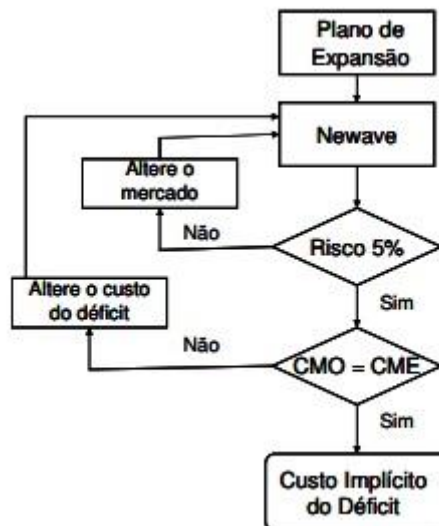 Plano de
Expansão
Newave
Altere o
mercado
Não
Risco 5%
Altere o custo
do déficit
Sim
Não
CMO = CME
Sim
Custo Implícito
do Déficit